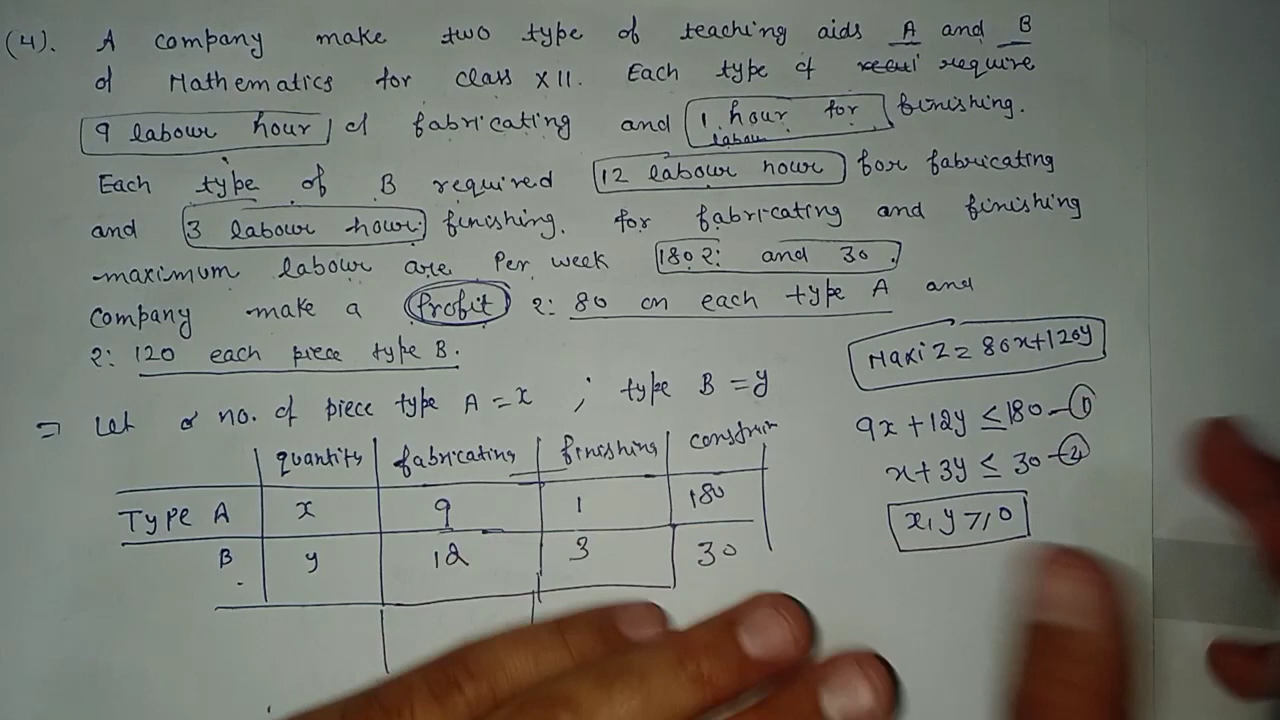 (4). A company make two type of teaching aids A and B
of Mathematics for class XII. Each type of require
9 labour hour of fabricating and 1 labour hour for finishing.
Each type of B required 12 labour hour for fabricating
and 3 labour hour finishing. for fabricating and finishing
maximum labour are Per week 180 and 30.
company make a Profit 80 on each type A and
120 each piece type B.
Maxi Z = 80x+120y
⇒ Let no. of piece type A = x ; type B = y
9x + 12y ≤ 180 — ①
x + 3y ≤ 30 — ②
x, y ≥ 0
quantity fabricating finishing constrain
Type A x 9 1 180
B y 12 3 30